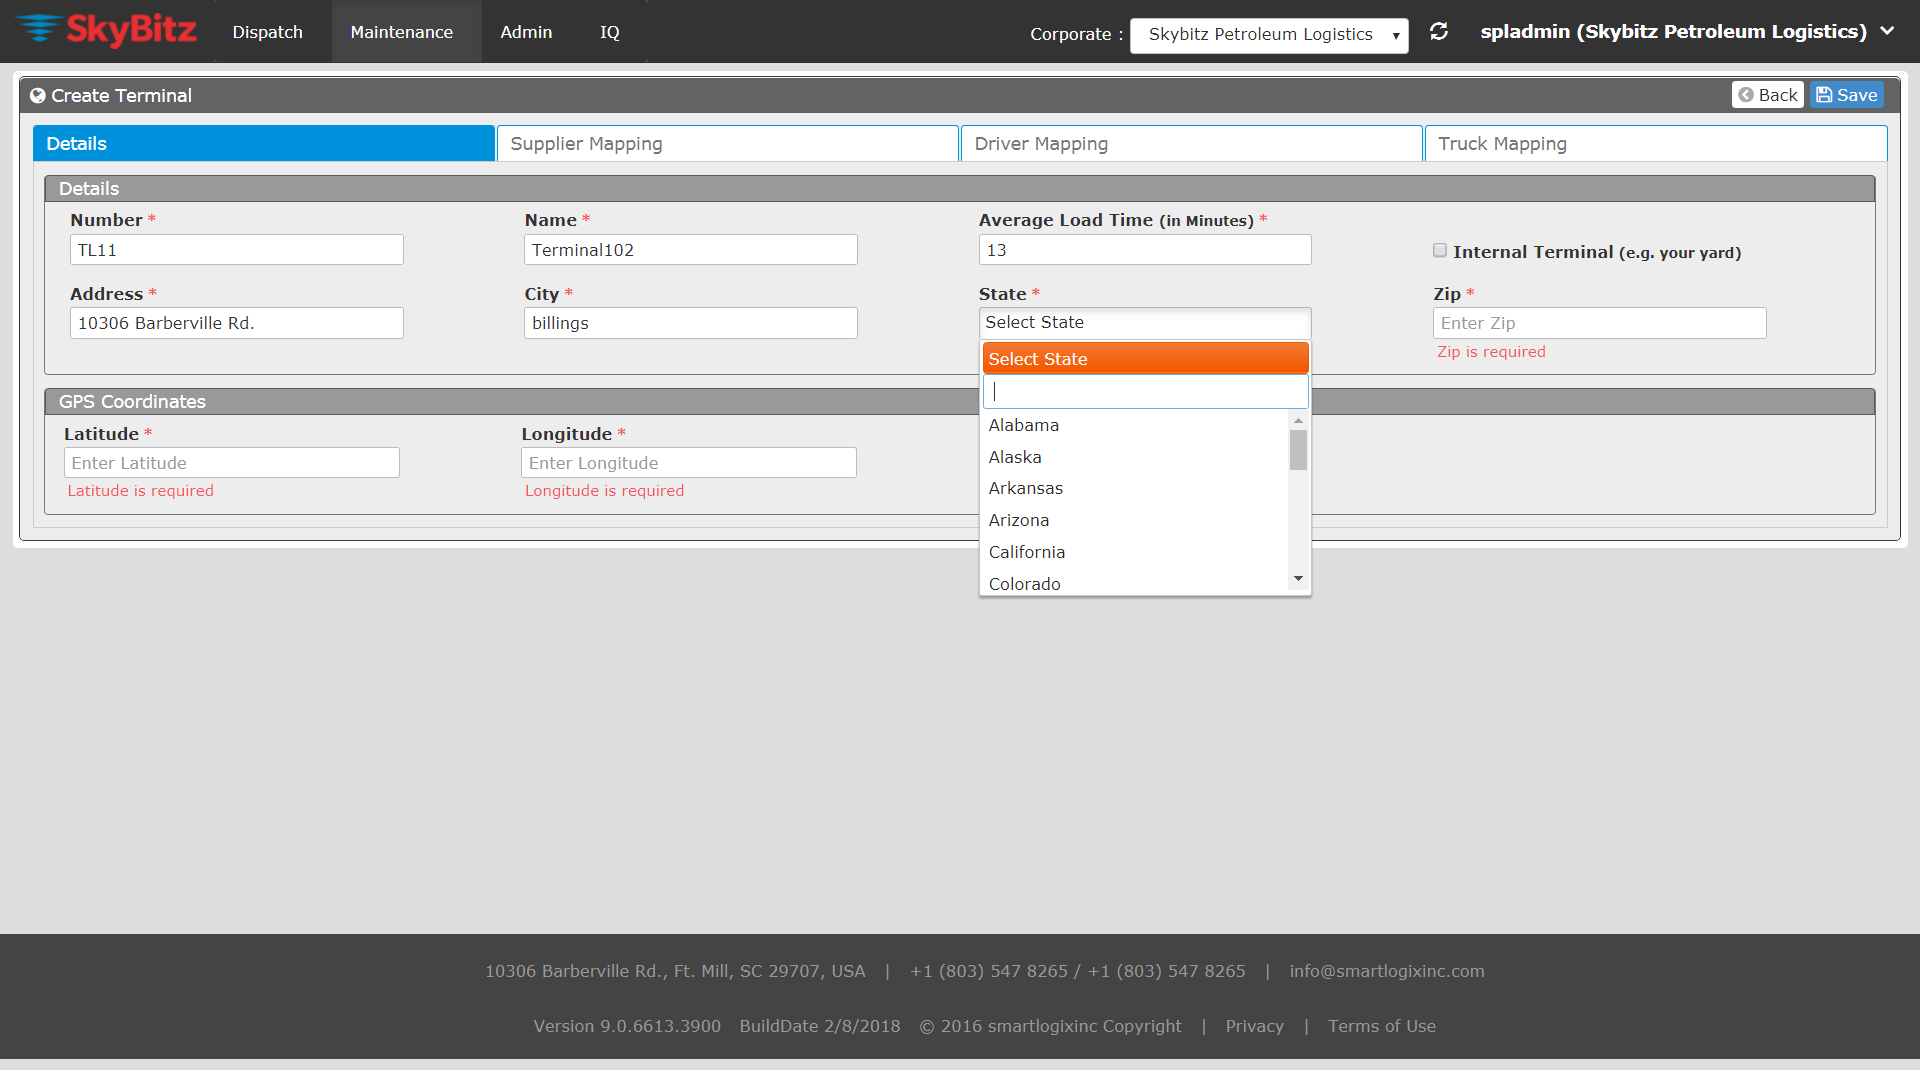 SkyBitz Dispatch Maintenance Admin IQ Corporate : Skybitz Petroleum Logistics spladmin (Skybitz Petroleum Logistics)
Create Terminal Back Save
Details Supplier Mapping Driver Mapping Truck Mapping
Details
Number * Name * Average Load Time (in Minutes) *
TL11 Terminal102 13 Internal Terminal (e.g. your yard)
Address * City * State * Zip *
10306 Barberville Rd. billings Select State Enter Zip
Zip is required
Select State
GPS Coordinates
Latitude * Longitude *
Enter Latitude Enter Longitude
Latitude is required Longitude is required
Alabama
Alaska
Arkansas
Arizona
California
Colorado
10306 Barberville Rd., Ft. Mill, SC 29707, USA | +1 (803) 547 8265 / +1 (803) 547 8265 | info@smartlogixinc.com
Version 9.0.6613.3900 BuildDate 2/8/2018 © 2016 smartlogixinc Copyright | Privacy | Terms of Use